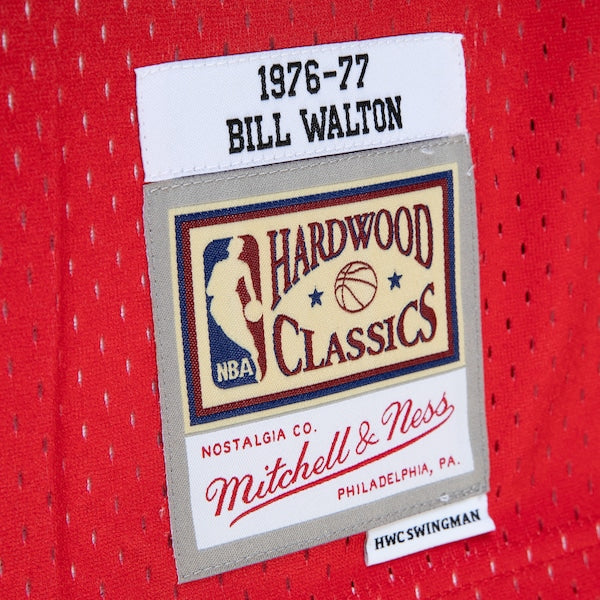 1976-77
BILL WALTON
HARDWOOD
CLASSICS
NBA
NOSTALGIA CO.
Mitchell & Ness
PHILADELPHIA, PA.
HWC SWINGMAN